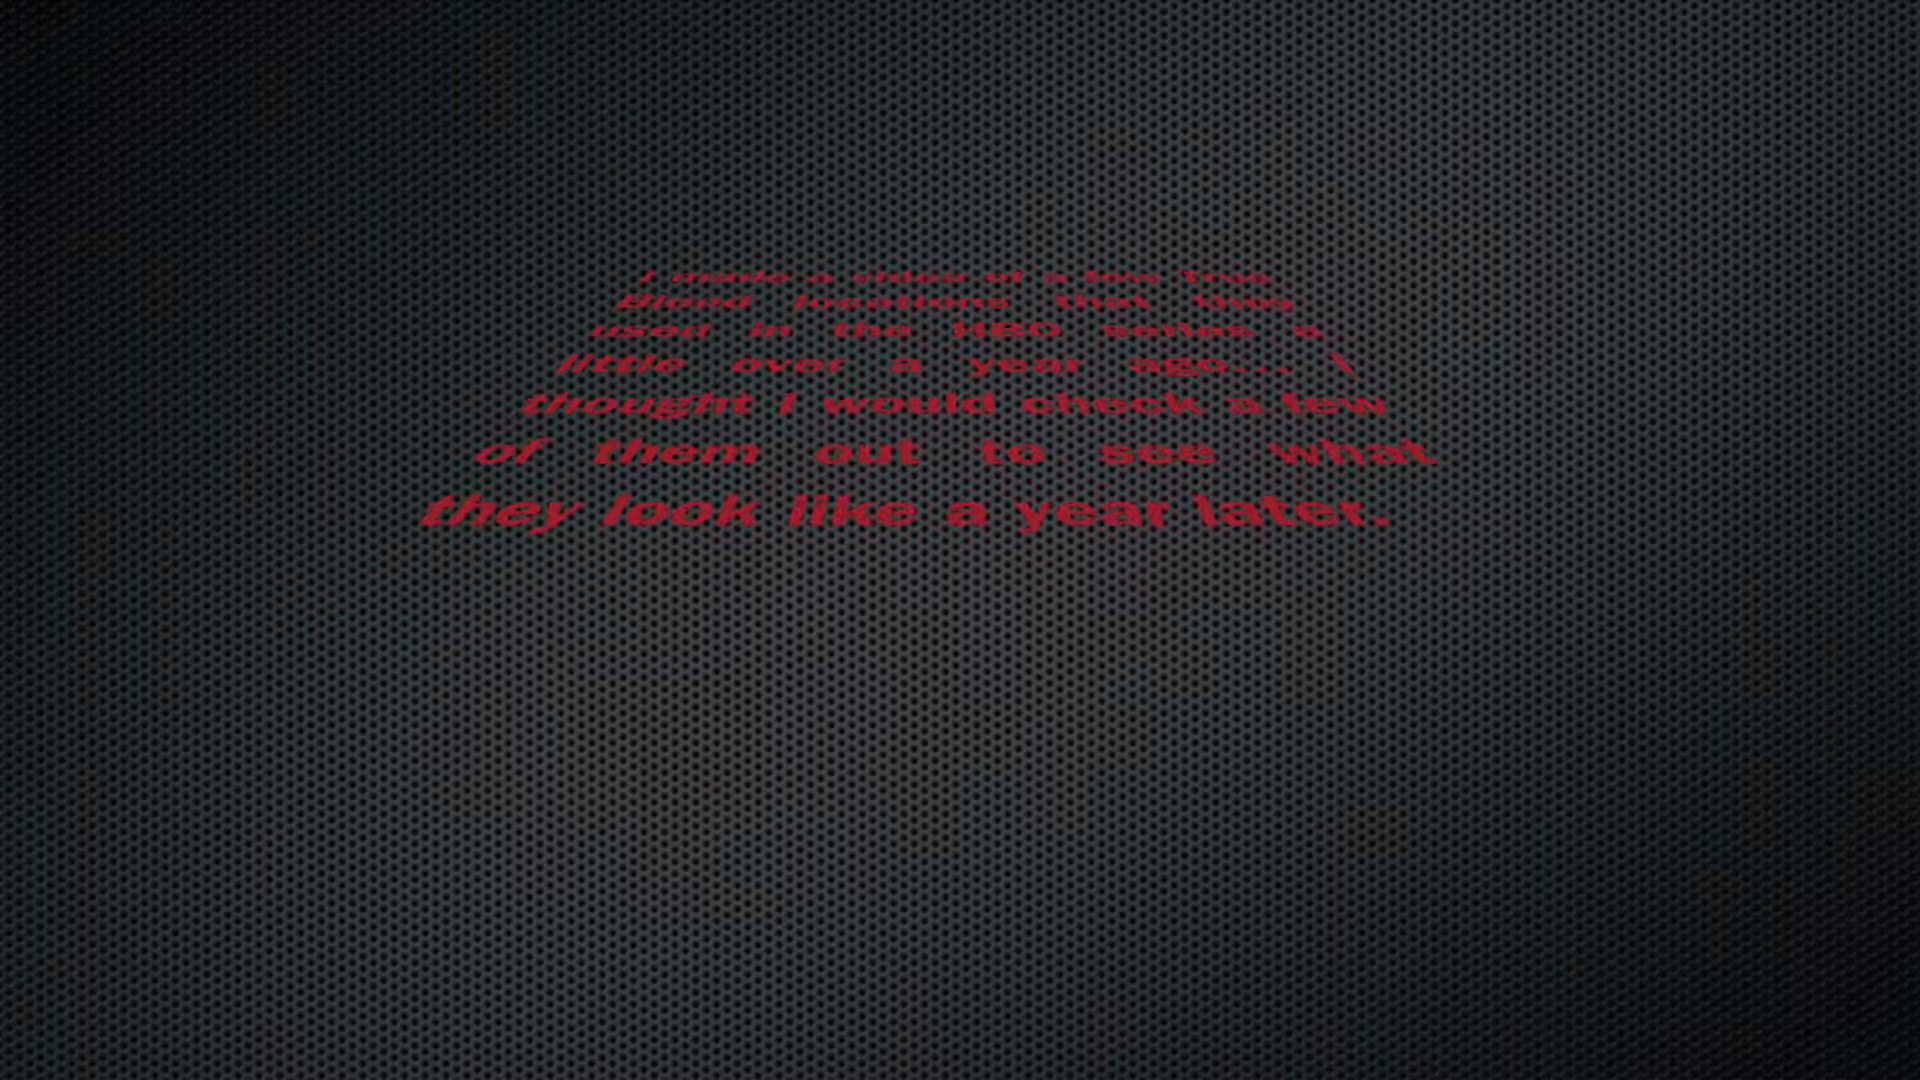 I made a video of a few True
Blood locations that they
used in the HBO series a
little over a year ago... I
thought I would check a few
of them out to see what
they look like a year later.